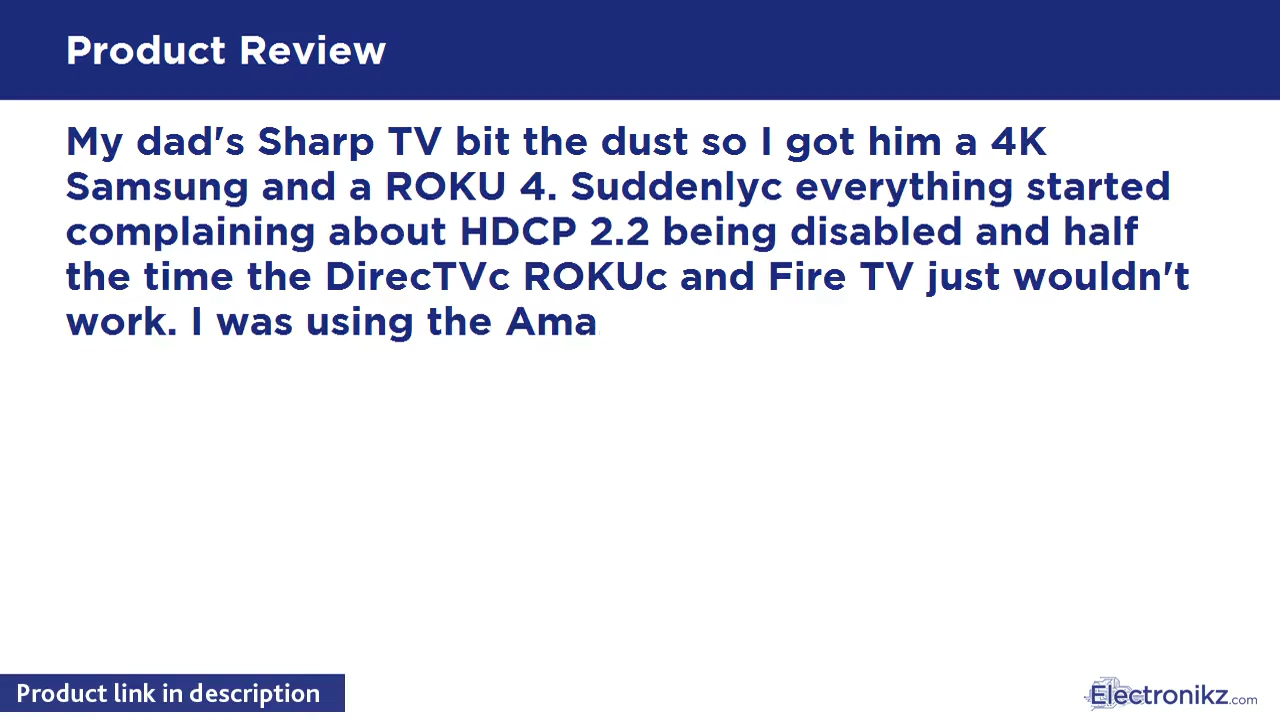 Product Review
My dad's Sharp TV bit the dust so I got him a 4K
Samsung and a ROKU 4. Suddenlyc everything started
complaining about HDCP 2.2 being disabled and half
the time the DirecTVc ROKUc and Fire TV just wouldn't
work. I was using the Ama
Product link in description
Electronikz.com